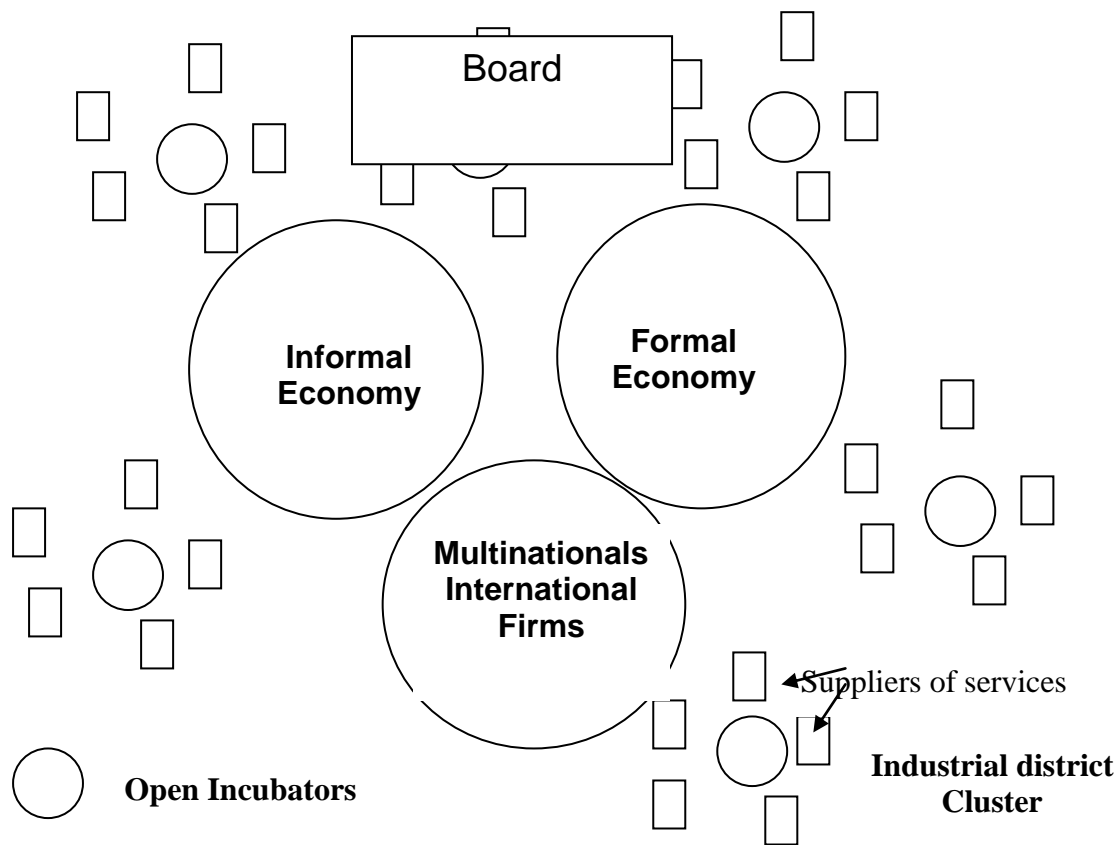 Board
Informal
Economy
Formal
Economy
Multinationals
International
Firms
Suppliers of services
Open Incubators
Industrial district
Cluster